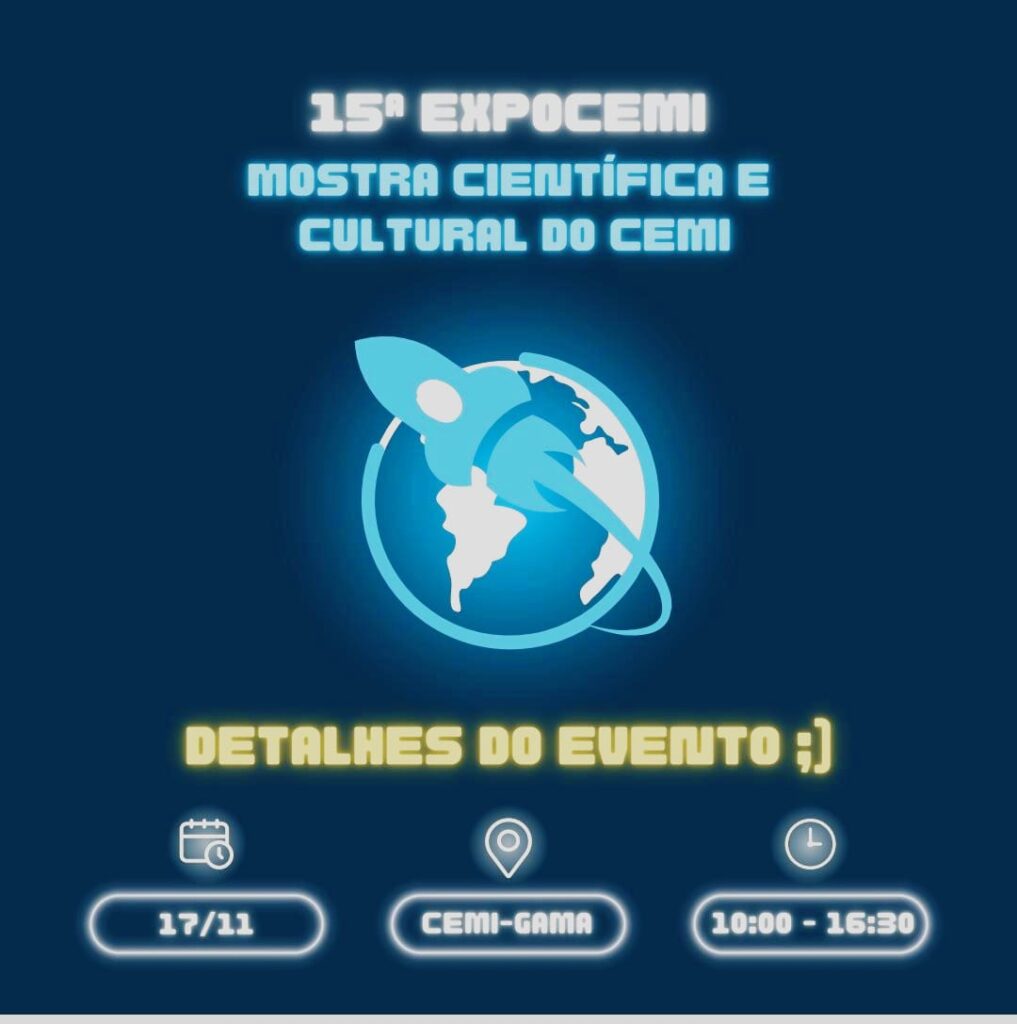 15ª EXPOCEMI
MOSTRA CIENTÍFICA E
CULTURAL DO CEMI
DETALHES DO EVENTO ;)
17/11
CEMI-GAMA
10:00 - 16:30